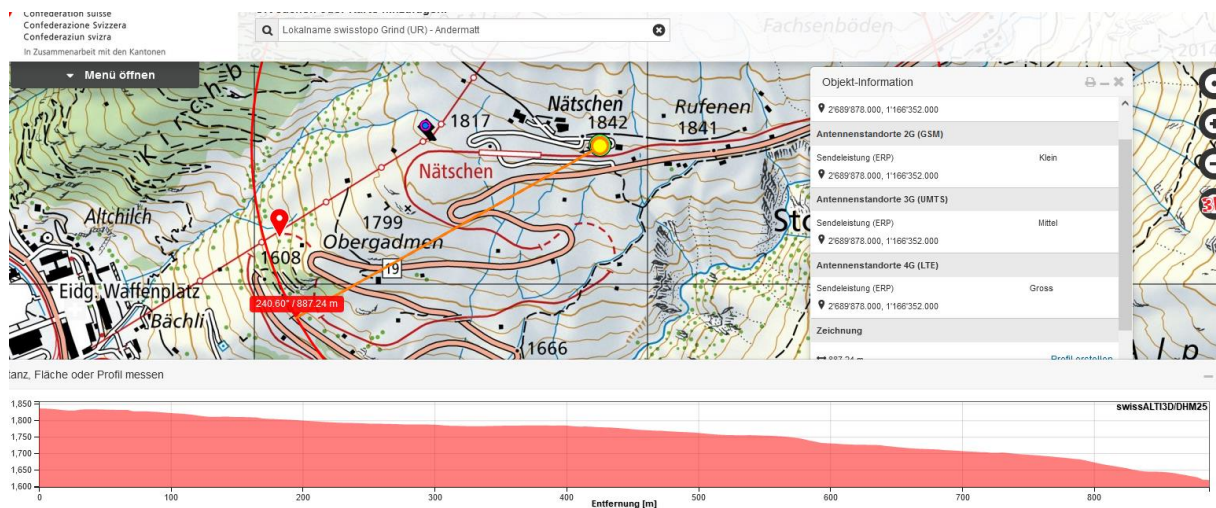 Confédération suisse
Confederazione Svizzera
Confederaziun svizra
In Zusammenarbeit mit den Kantonen
Lokalname swisstopo Grind (UR) - Andermatt
Fachsenböden
2014
Menü öffnen
Objekt-Information
2'689'878.000, 1'166'352.000
Antennenstandorte 2G (GSM)
Sendeleistung (ERP) Klein
2'689'878.000, 1'166'352.000
Antennenstandorte 3G (UMTS)
Sendeleistung (ERP) Mittel
2'689'878.000, 1'166'352.000
Antennenstandorte 4G (LTE)
Sendeleistung (ERP) Gross
2'689'878.000, 1'166'352.000
Zeichnung
887.24 m Profil erstellen
K i r c h b
1817
Nätschen
1842
Rufenen
1841
Nätschen
Altchilch
1799
Obergadmen
1608
19
Sto
Eidg. Waffenplatz
240.60° / 887.24 m
Bächli
1666
l p
tanz, Fläche oder Profil messen
swissALTI3D/DHM25
1,850
1,800
1,750
1,700
1,650
1,600
0 100 200 300 400 500 600 700 800
Entfernung [m]